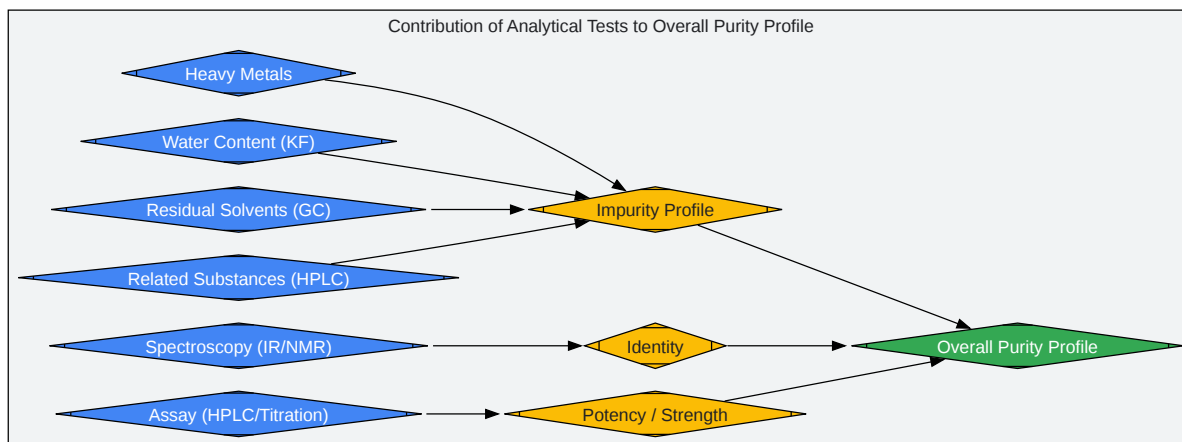 Contribution of Analytical Tests to Overall Purity Profile
Heavy Metals
Water Content (KF)
Residual Solvents (GC)
Impurity Profile
Related Substances (HPLC)
Spectroscopy (IR/NMR)
Identity
Overall Purity Profile
Assay (HPLC/Titration)
Potency / Strength